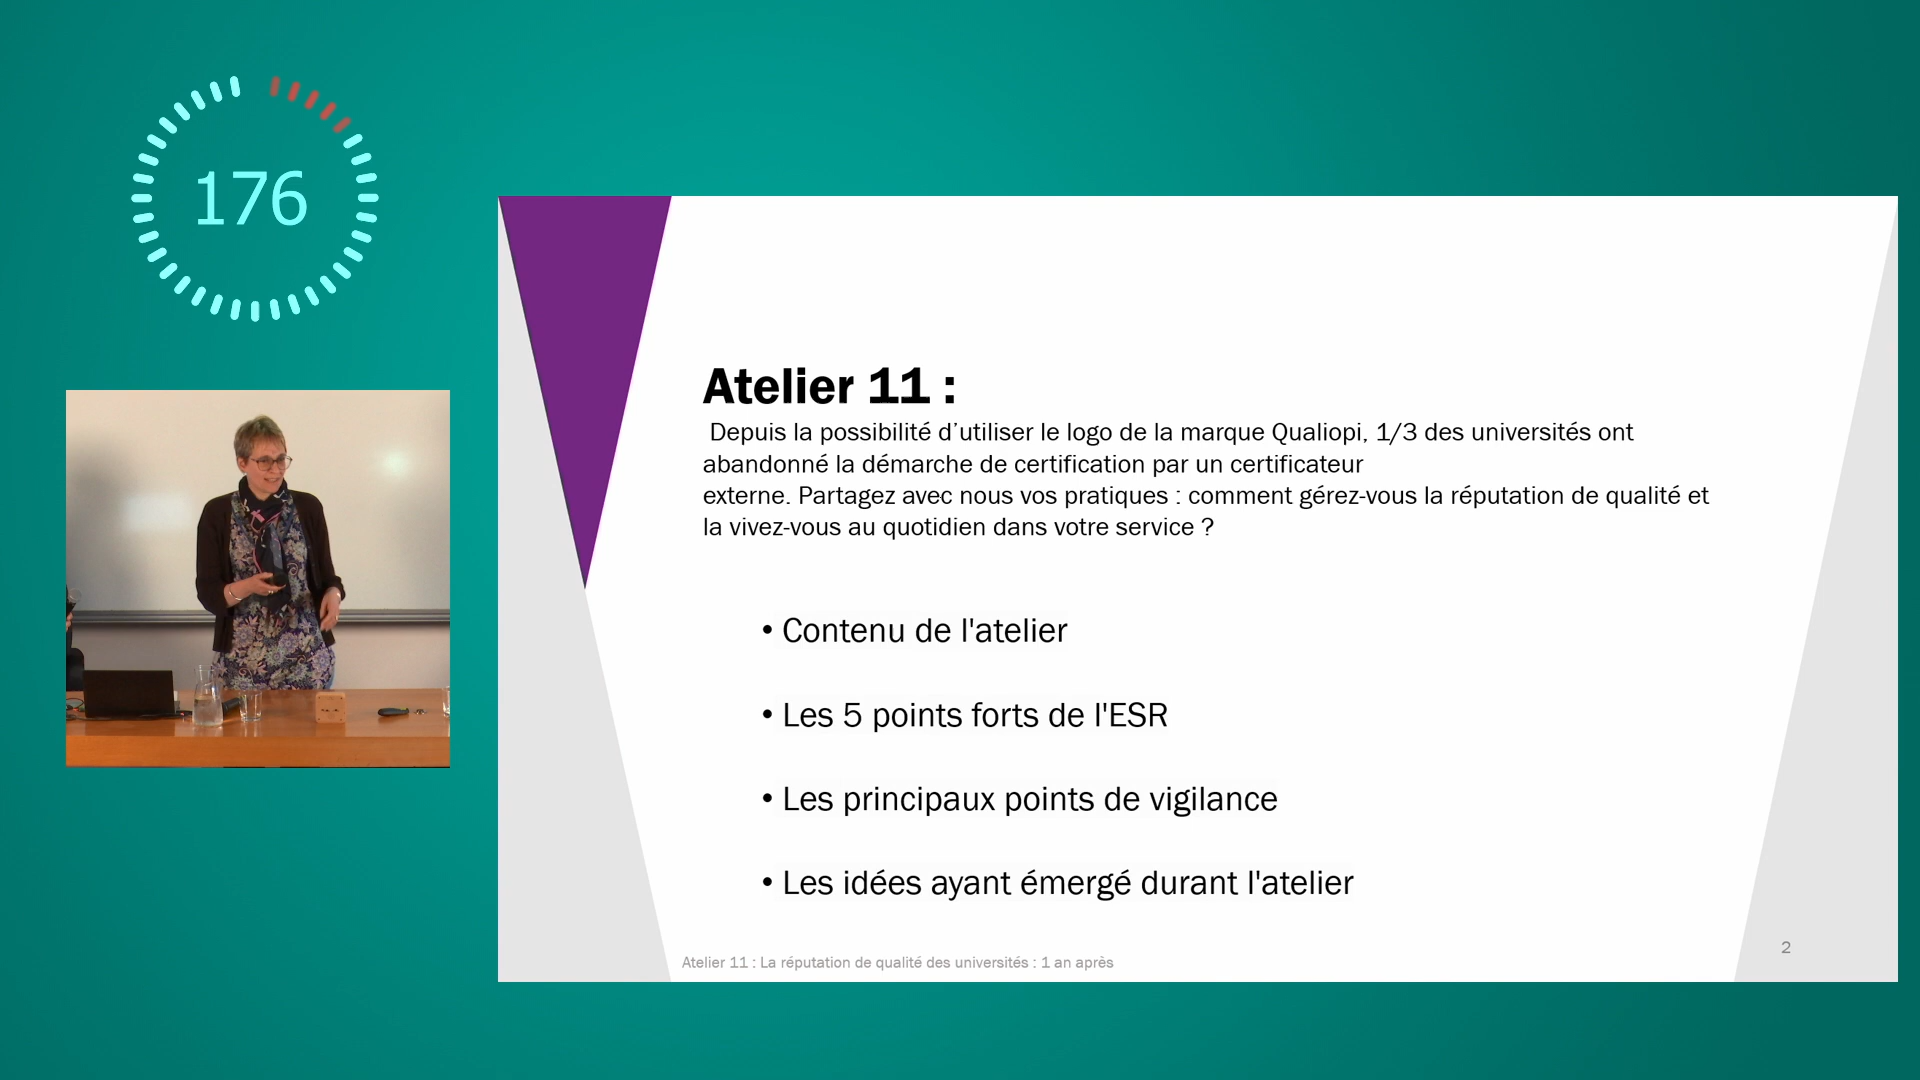 176
Atelier 11 :
Depuis la possibilité d’utiliser le logo de la marque Qualiopi, 1/3 des universités ont
abandonné la démarche de certification par un certificateur
externe. Partagez avec nous vos pratiques : comment gérez-vous la réputation de qualité et
la vivez-vous au quotidien dans votre service ?
• Contenu de l'atelier
• Les 5 points forts de l'ESR
• Les principaux points de vigilance
• Les idées ayant émergé durant l'atelier
Atelier 11 : La réputation de qualité des universités : 1 an après
2